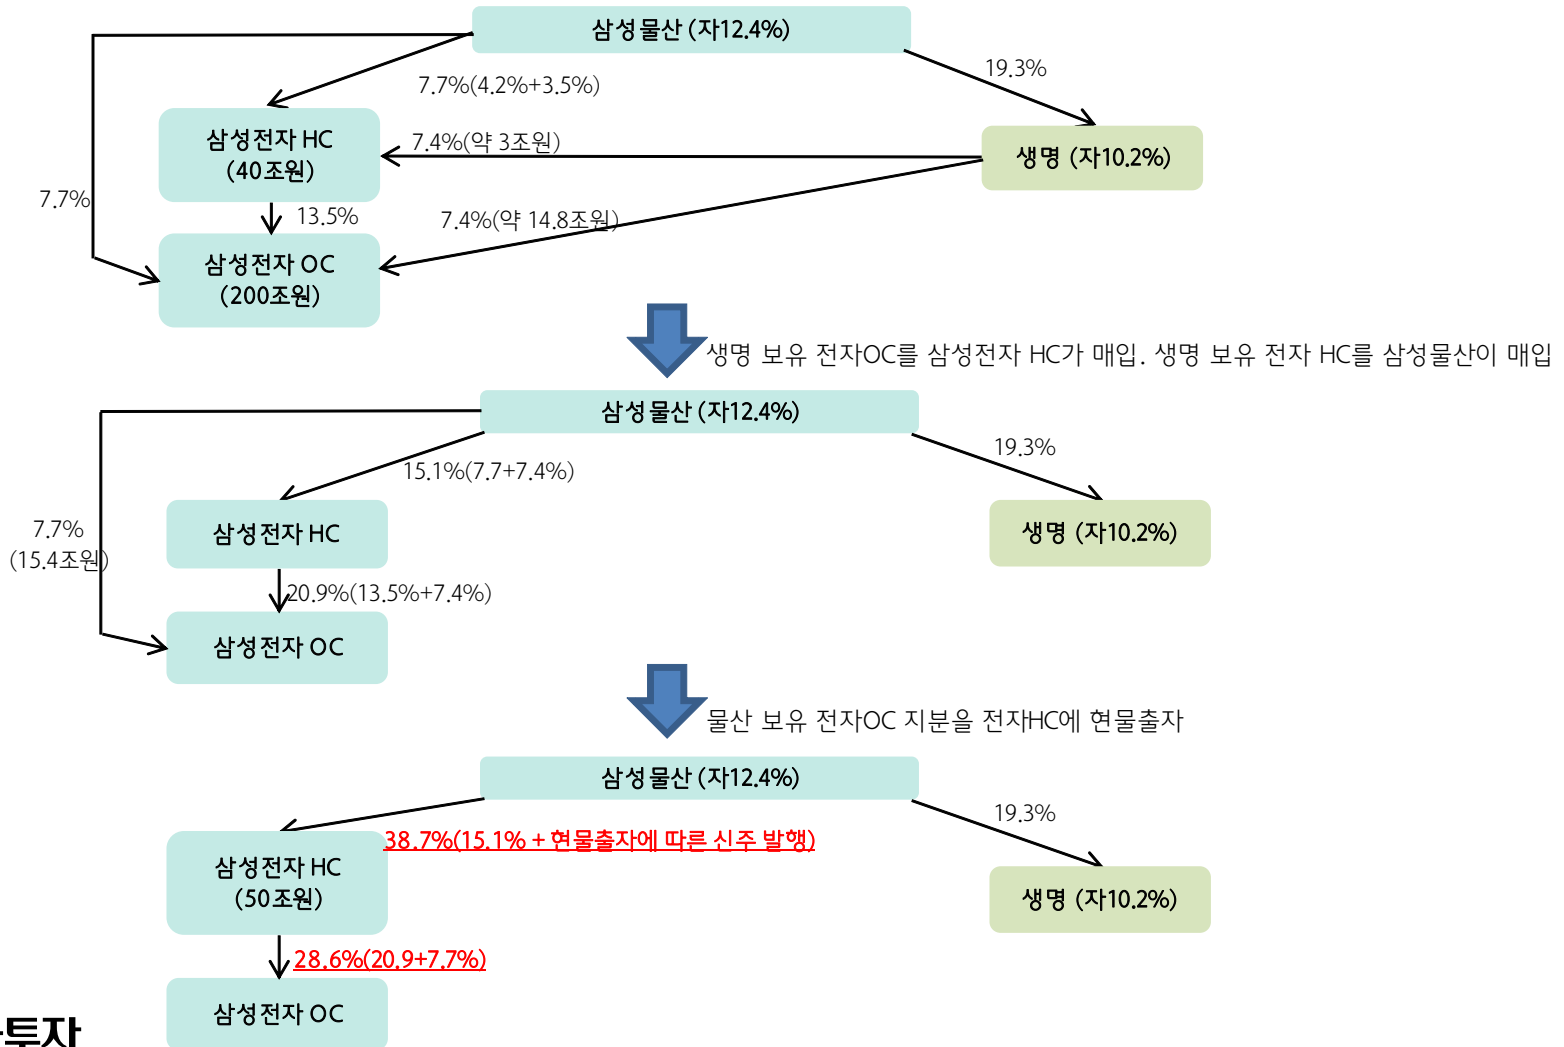 삼성물산 (자12.4%)
7.7%(4.2%+3.5%)
19.3%
삼성전자 HC
(40조원)
7.4%(약 3조원)
생명 (자10.2%)
7.7%
13.5%
7.4%(약 14.8조원)
삼성전자 OC
(200조원)
생명 보유 전자OC를 삼성전자 HC가 매입. 생명 보유 전자 HC를 삼성물산이 매입
삼성물산 (자12.4%)
15.1%(7.7+7.4%)
19.3%
7.7%
(15.4조원)
삼성전자 HC
생명 (자10.2%)
20.9%(13.5%+7.4%)
삼성전자 OC
물산 보유 전자OC 지분을 전자HC에 현물출자
삼성물산 (자12.4%)
19.3%
38.7%(15.1% + 현물출자에 따른 신주 발행)
삼성전자 HC
(50조원)
생명 (자10.2%)
28.6%(20.9+7.7%)
삼성전자 OC
투자